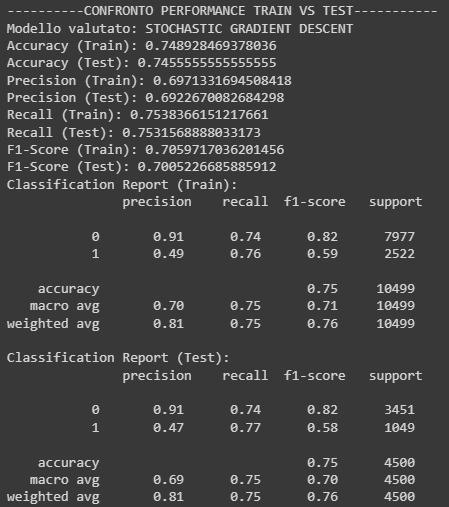 ----------CONFRONTO PERFORMANCE TRAIN VS TEST-----------
Modello valutato: STOCHASTIC GRADIENT DESCENT
Accuracy (Train): 0.748928469378036
Accuracy (Test): 0.7455555555555555
Precision (Train): 0.6971331694508418
Precision (Test): 0.6922670082684298
Recall (Train): 0.7538366151217661
Recall (Test): 0.7531568888033173
F1-Score (Train): 0.7059717036201456
F1-Score (Test): 0.7005226685885912
Classification Report (Train):
              precision    recall  f1-score   support

           0       0.91      0.74      0.82      7977
           1       0.49      0.76      0.59      2522

    accuracy                           0.75     10499
   macro avg       0.70      0.75      0.71     10499
weighted avg       0.81      0.75      0.76     10499

Classification Report (Test):
              precision    recall  f1-score   support

           0       0.91      0.74      0.82      3451
           1       0.47      0.77      0.58      1049

    accuracy                           0.75      4500
   macro avg       0.69      0.75      0.70      4500
weighted avg       0.81      0.75      0.76      4500